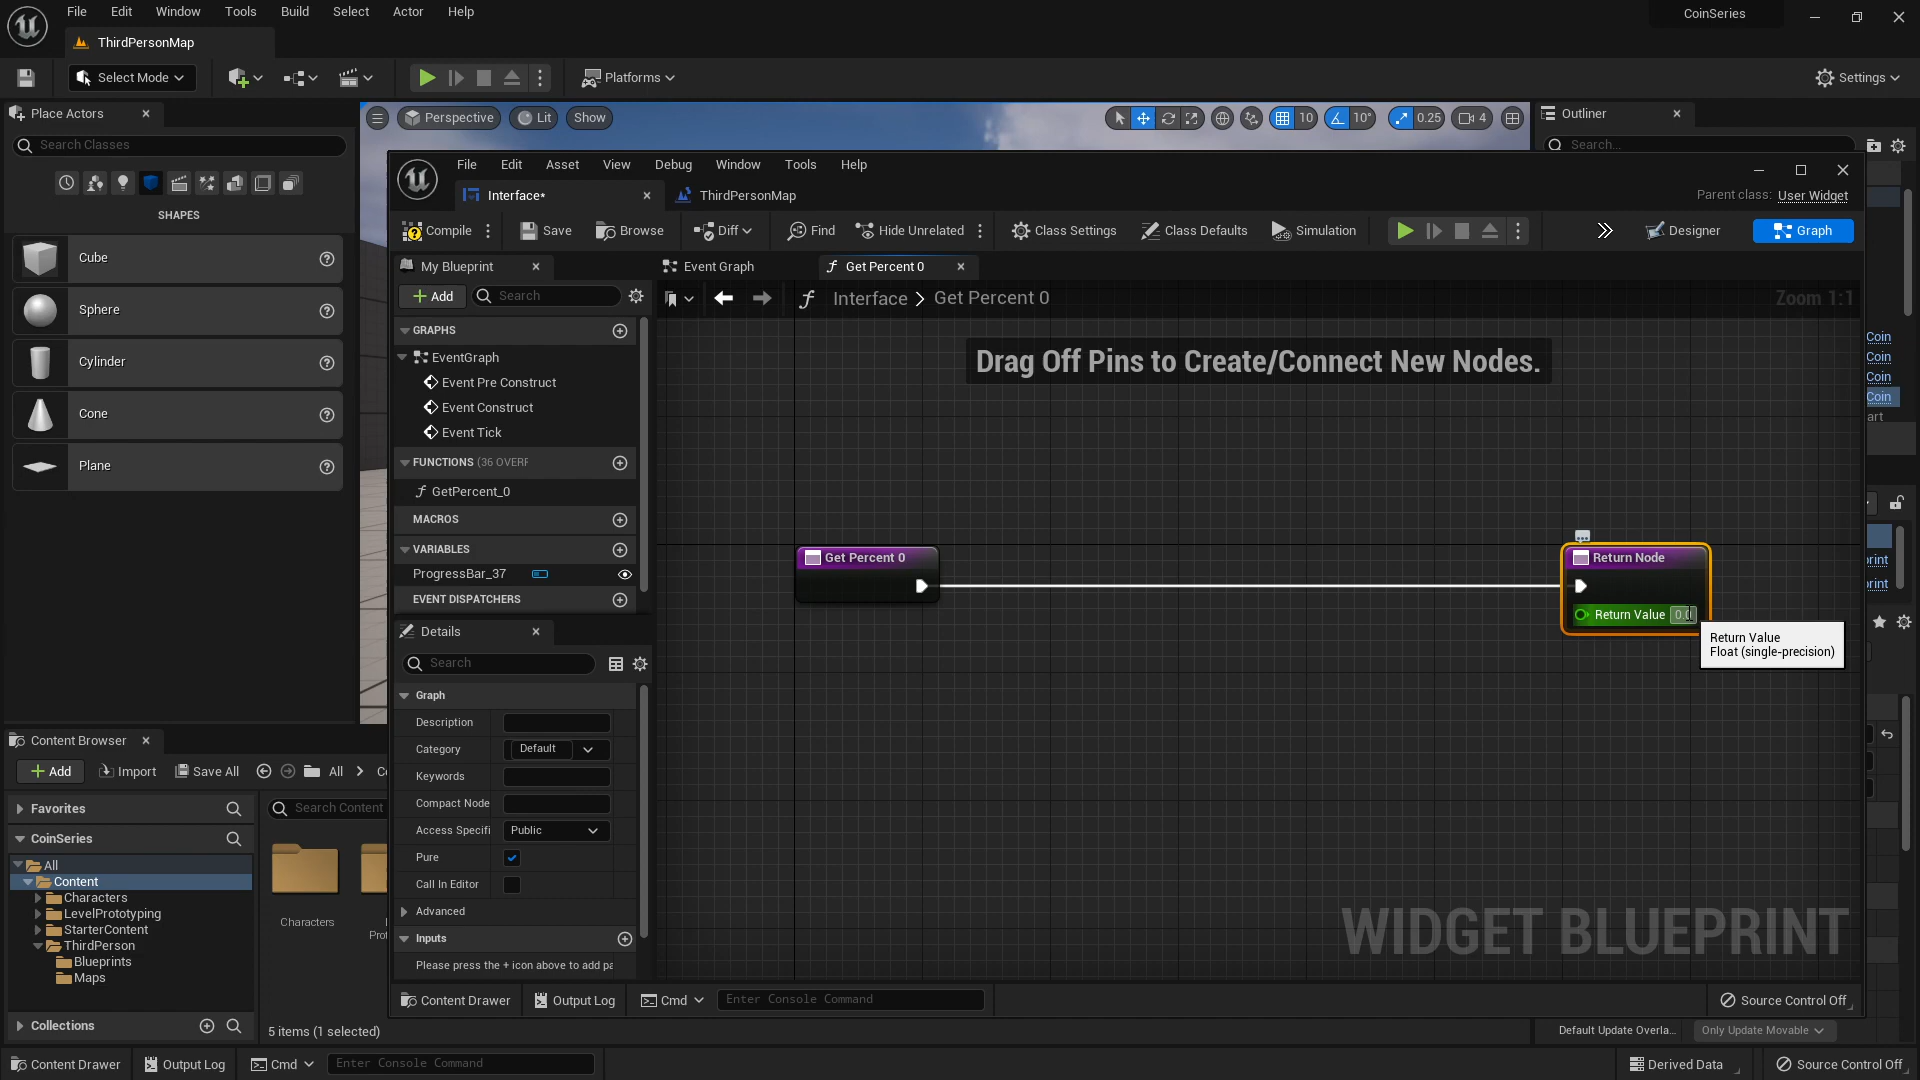 File Edit Window Tools Build Select Actor Help
CoinSeries
ThirdPersonMap
Select Mode
Platforms
Settings
Place Actors
Search Classes
SHAPES
Cube
Sphere
Cylinder
Cone
Plane
Perspective Lit Show
10 10° 0.25 4
Outliner
Search...
File Edit Asset View Debug Window Tools Help
Interface* ThirdPersonMap
Parent class: User Widget
Compile Save Browse Diff Find Hide Unrelated Class Settings Class Defaults Simulation Designer Graph
My Blueprint
Add Search
GRAPHS
EventGraph
Event Pre Construct
Event Construct
Event Tick
FUNCTIONS (36 OVERF
GetPercent_0
MACROS
VARIABLES
ProgressBar_37
EVENT DISPATCHERS
Event Graph Get Percent 0
Interface > Get Percent 0
Zoom 1:1
Drag Off Pins to Create/Connect New Nodes.
Get Percent 0
Return Node
Return Value
Return Value
Float (single-precision)
WIDGET BLUEPRINT
Details
Search
Graph
Description
Category Default
Keywords
Compact Node
Access Specifi Public
Pure
Call In Editor
Advanced
Inputs
Please press the + icon above to add pa
Content Drawer Output Log Cmd Enter Console Command
Source Control Off
Coin
Coin
Coin
Coin
art
print
print
Content Browser
Add Import Save All All
Favorites
CoinSeries
All
Content
Characters
LevelPrototyping
StarterContent
ThirdPerson
Blueprints
Maps
Collections
Search Content
Characters
5 items (1 selected)
Default Update Overla... Only Update Movable
Content Drawer Output Log Cmd Enter Console Command
Derived Data Source Control Off